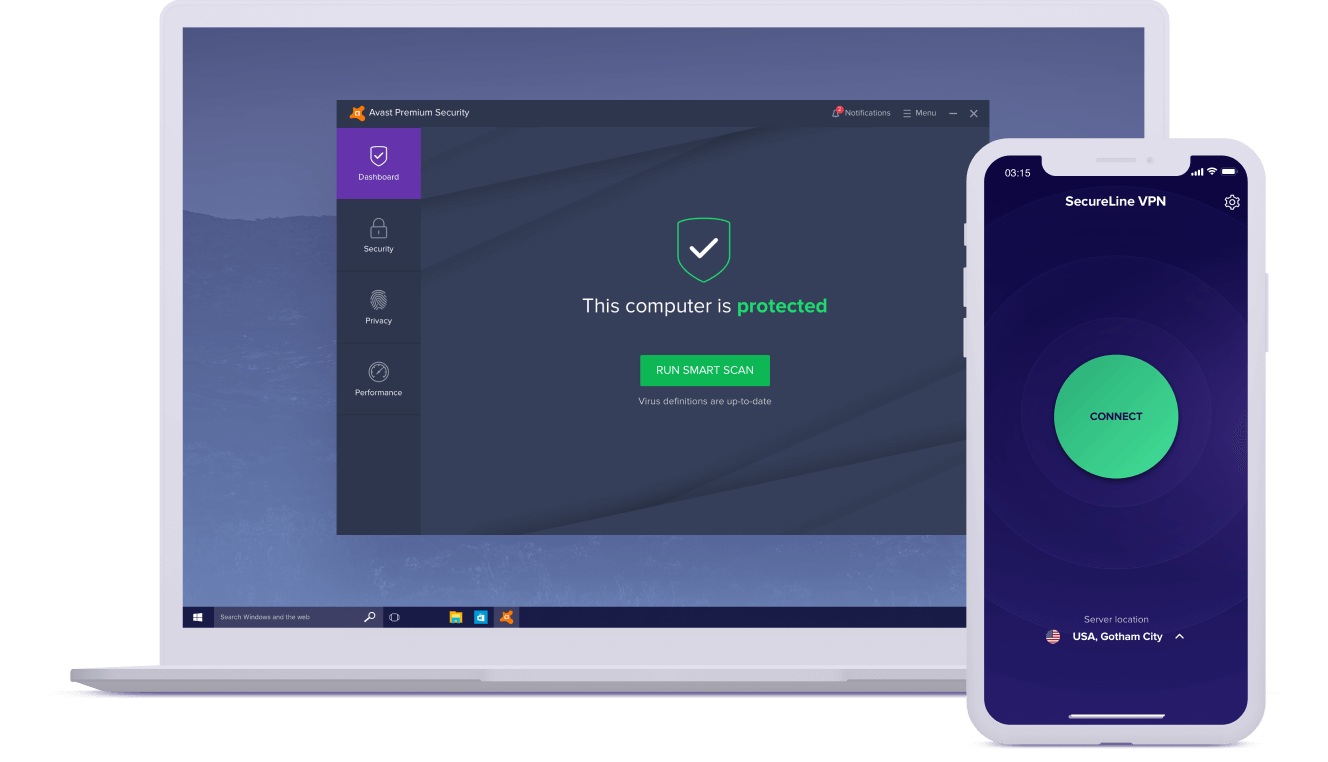 Avast Premium Security
2
Notifications
Menu
Dashboard
Security
Privacy
Performance
This computer is protected
RUN SMART SCAN
Virus definitions are up-to-date
Search Windows and the web
03:15
SecureLine VPN
CONNECT
Server location
USA, Gotham City